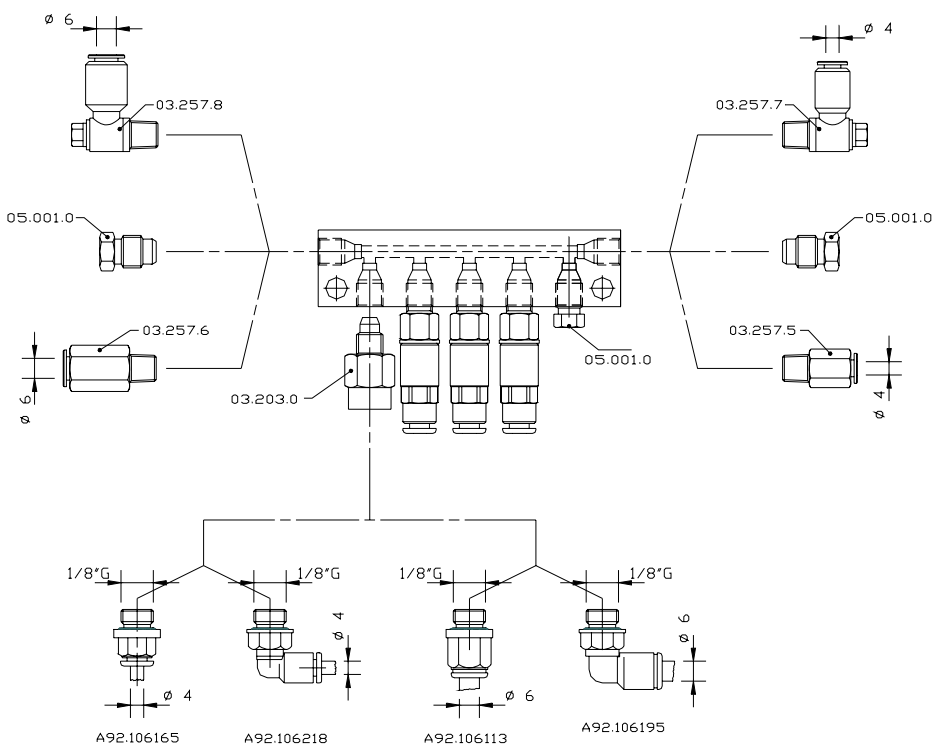 ø 6
ø 4
03.257.8
03.257.7
05.001.0
05.001.0
03.257.6
03.257.5
05.001.0
ø 6
03.203.0
ø 4
1/8"G
1/8"G
1/8"G
1/8"G
ø 4
ø 6
ø 4
ø 6
A92.106165
A92.106218
A92.106113
A92.106195